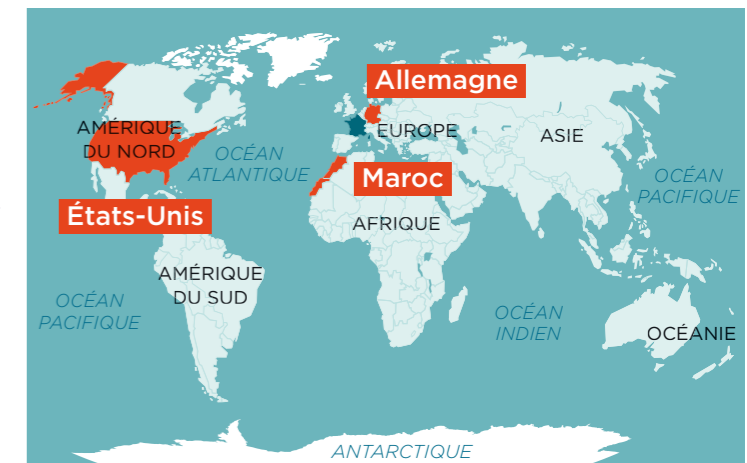 Allemagne
AMÉRIQUE
DU NORD
EUROPE
ASIE
OCÉAN
ATLANTIQUE
Maroc
OCÉAN
PACIFIQUE
États-Unis
AFRIQUE
AMÉRIQUE
DU SUD
OCÉAN
PACIFIQUE
OCÉAN
INDIEN
OCÉANIE
ANTARCTIQUE